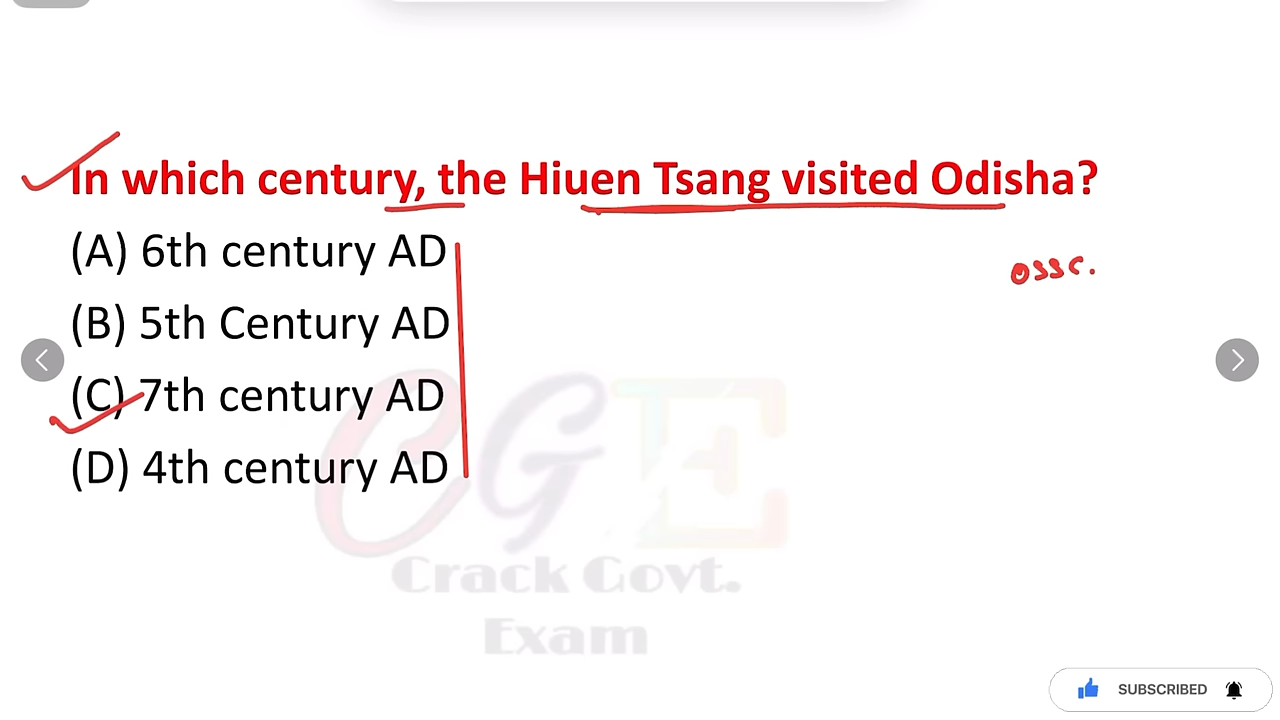 In which century, the Hiuen Tsang visited Odisha?
(A) 6th century AD
OSSC.
(B) 5th Century AD
(C) 7th century AD
(D) 4th century AD
CGE
Crack Govt.
Exam
SUBSCRIBED